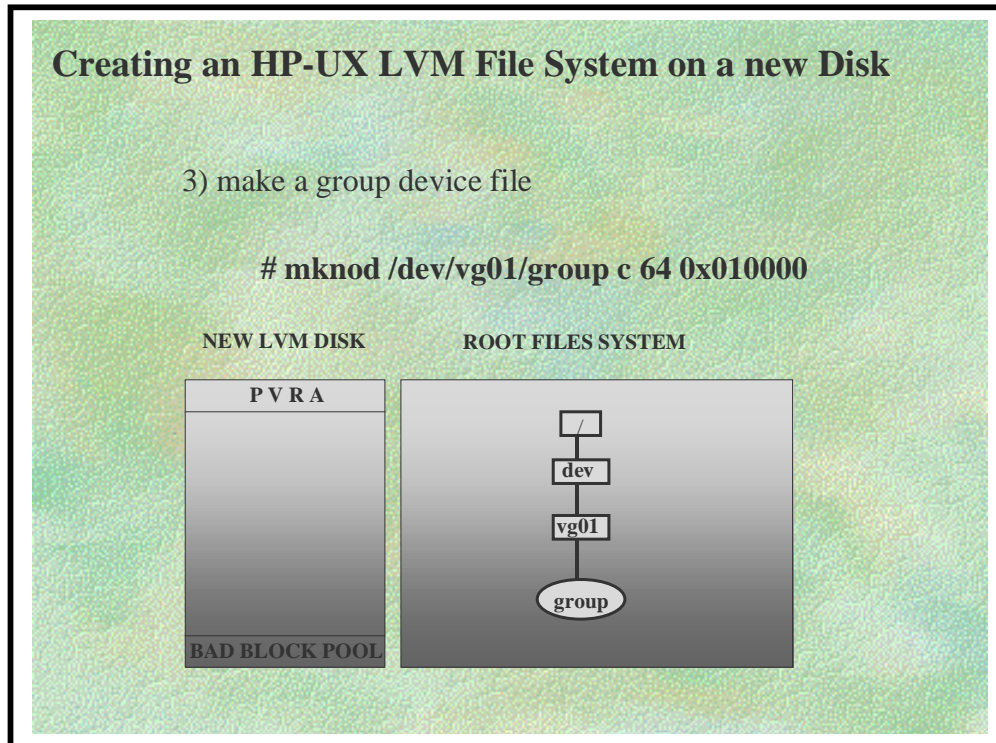 Creating an HP-UX LVM File System on a new Disk
3) make a group device file
# mknod /dev/vg01/group c 64 0x010000
NEW LVM DISK
ROOT FILES SYSTEM
P V R A
BAD BLOCK POOL
/
dev
vg01
group